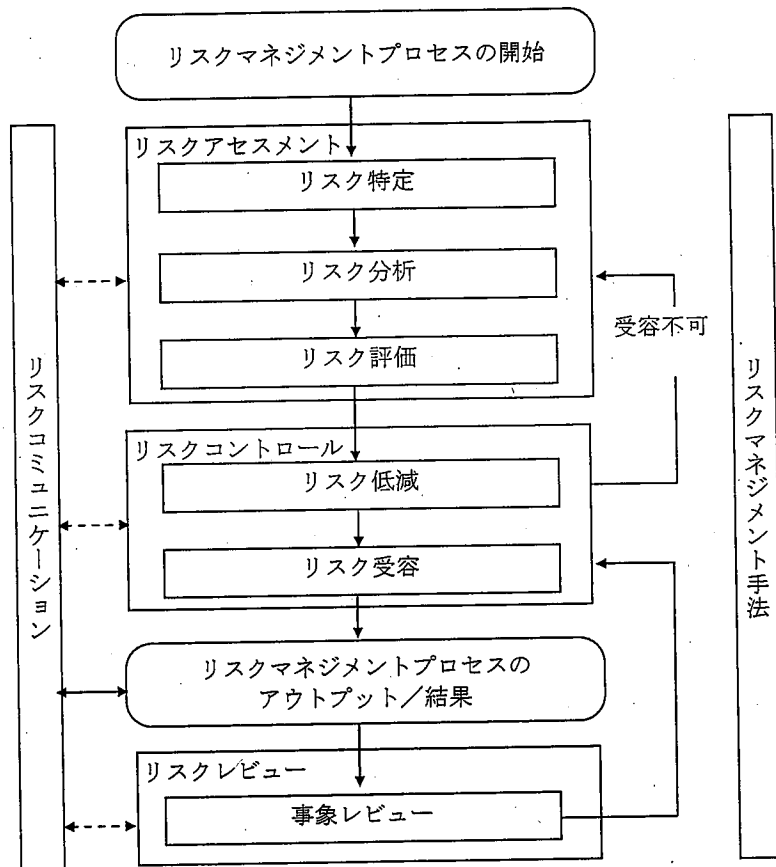 リスクマネジメントプロセスの開始
リスクアセスメント
リスク特定
リスク分析
受容不可
リスク評価
リスクコミュニケーション
リスクマネジメント手法
リスクコントロール
リスク低減
リスク受容
リスクマネジメントプロセスの
アウトプット／結果
リスクレビュー
事象レビュー